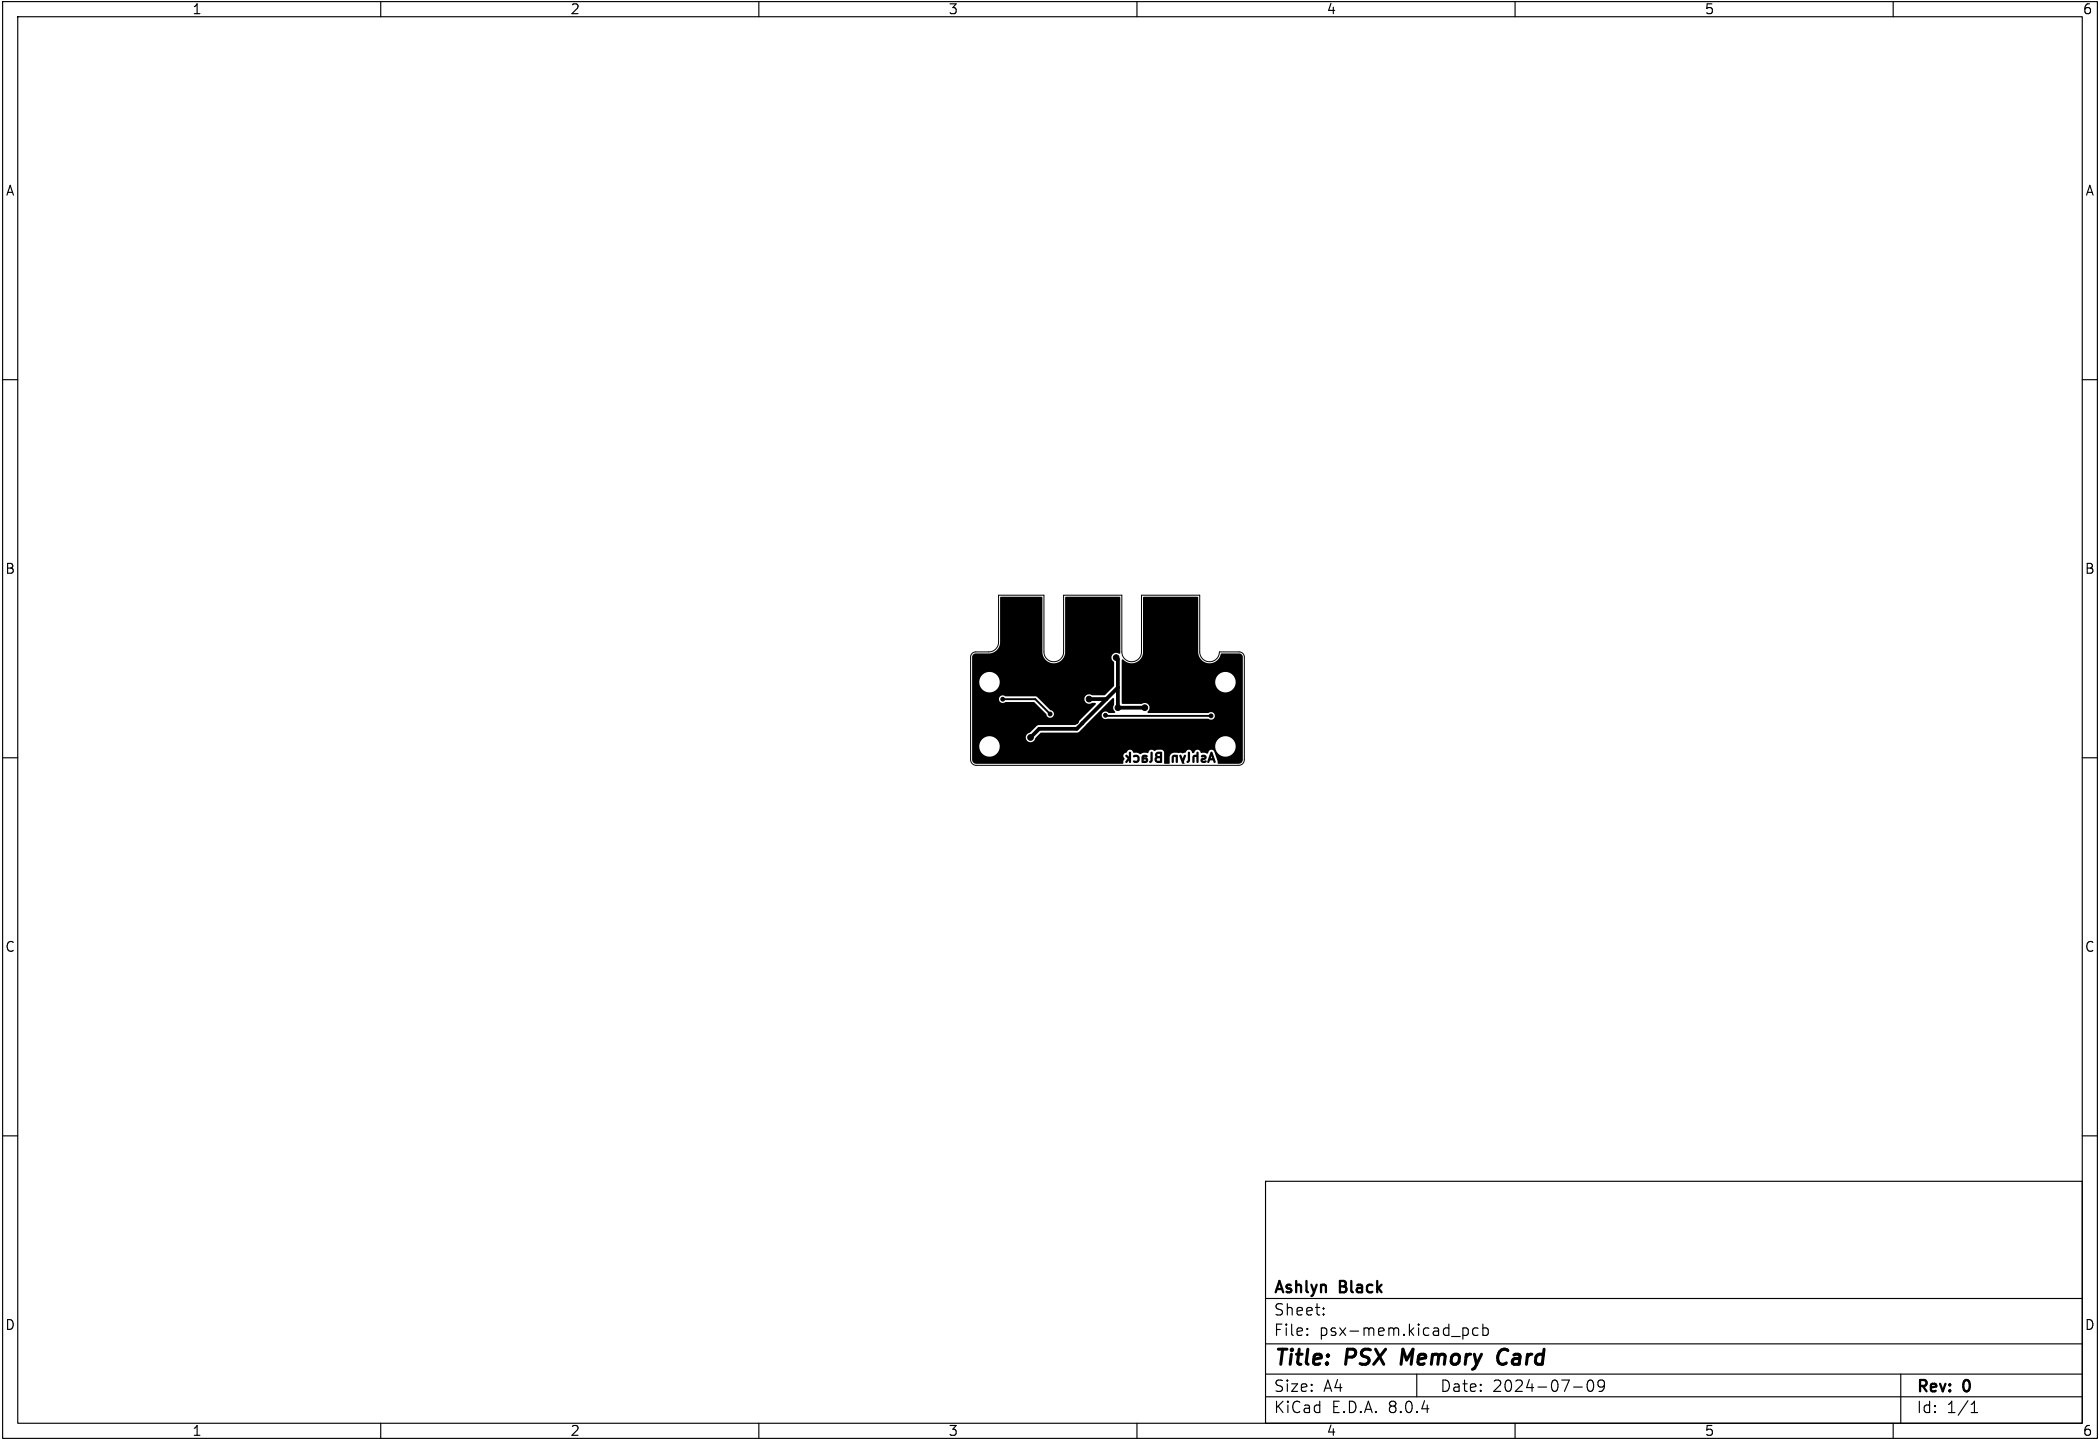 1 2 3 4 5 6
A A
B B
Ashlyn Black
C C
Ashlyn Black
Sheet:
File: psx-mem.kicad_pcb
D D
Title: PSX Memory Card
Size: A4 Date: 2024-07-09 Rev: 0
KiCad E.D.A. 8.0.4 Id: 1/1
1 2 3 4 5 6